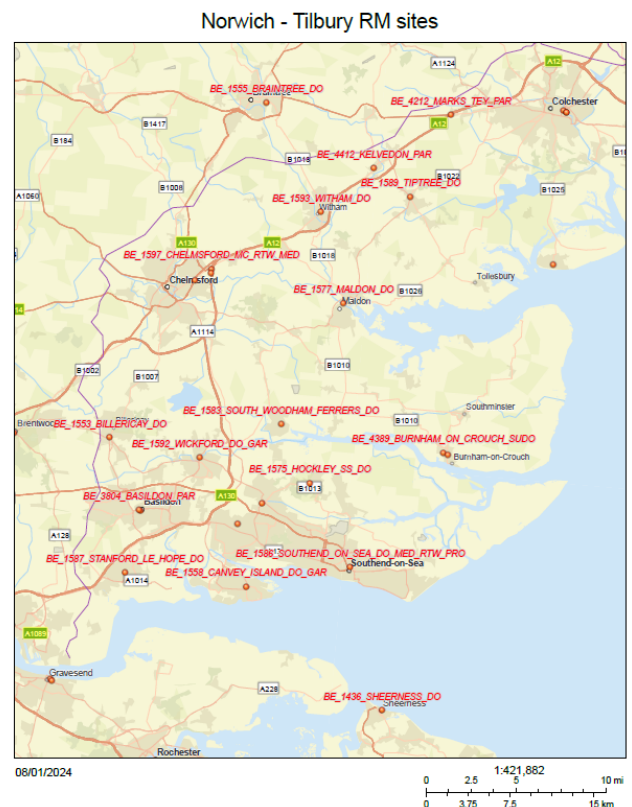 Norwich - Tilbury RM sites
A1124
A12
BE_1555_BRAINTREE_DO
BE_4212_MARKS_TEY_PAR
Colchester
A12
B1417
B184
BE_4412_KELVEDON_PAR
B1018
B1022
BE_1589_TIPTREE_DO
B1008
B1025
A1060
BE_1593_WITHAM_DO
Witham
A130
A12
BE_1597_CHELMSFORD_MC_RTW_MED
B1018
Chelmsford
Tollesbury
BE_1577_MALDON_DO
B1026
Maldon
A1114
B1002
B1007
B1010
BE_1583_SOUTH_WOODHAM_FERRERS_DO
Southminster
B1010
Brentwood
BE_1553_BILLERICAY_DO
BE_1592_WICKFORD_DO_GAR
BE_4389_BURNHAM_ON_CROUCH_SUDO
Burnham-on-Crouch
BE_1575_HOCKLEY_SS_DO
B1013
BE_3804_BASILDON_PAR
Basildon
A130
A128
BE_1586_SOUTHEND_ON_SEA_DO_MED_RTW_PRO
BE_1587_STANFORD_LE_HOPE_DO
Southend-on-Sea
A1014
BE_1558_CANVEY_ISLAND_DO_GAR
A1089
Gravesend
A228
BE_1436_SHEERNESS_DO
Sheerness
Rochester
08/01/2024
1:421,882
0 2.5 5 10 mi
0 3.75 7.5 15 km